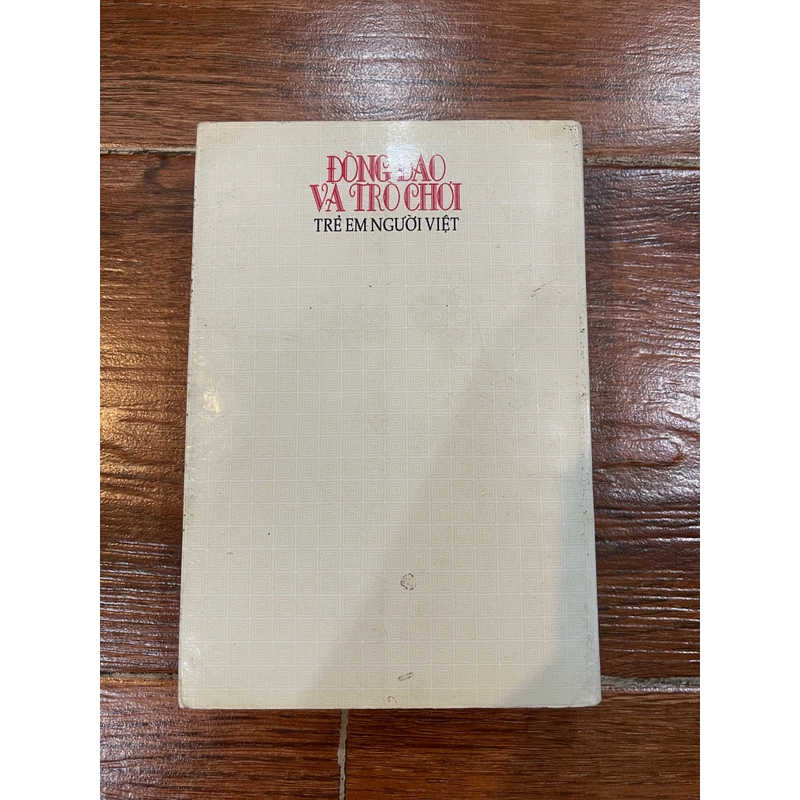 ĐỒNG DAO
VÀ TRÒ CHƠI
TRẺ EM NGƯỜI VIỆT